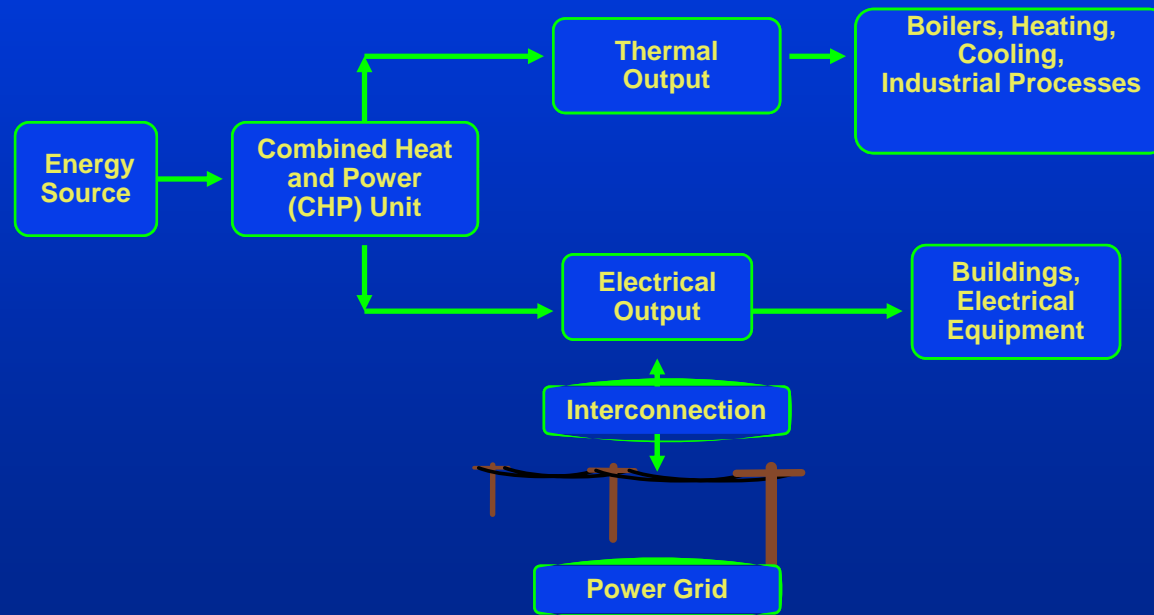 Energy
Source
Combined Heat
and Power
(CHP) Unit
Thermal
Output
Boilers, Heating,
Cooling,
Industrial Processes
Electrical
Output
Buildings,
Electrical
Equipment
Interconnection
Power Grid